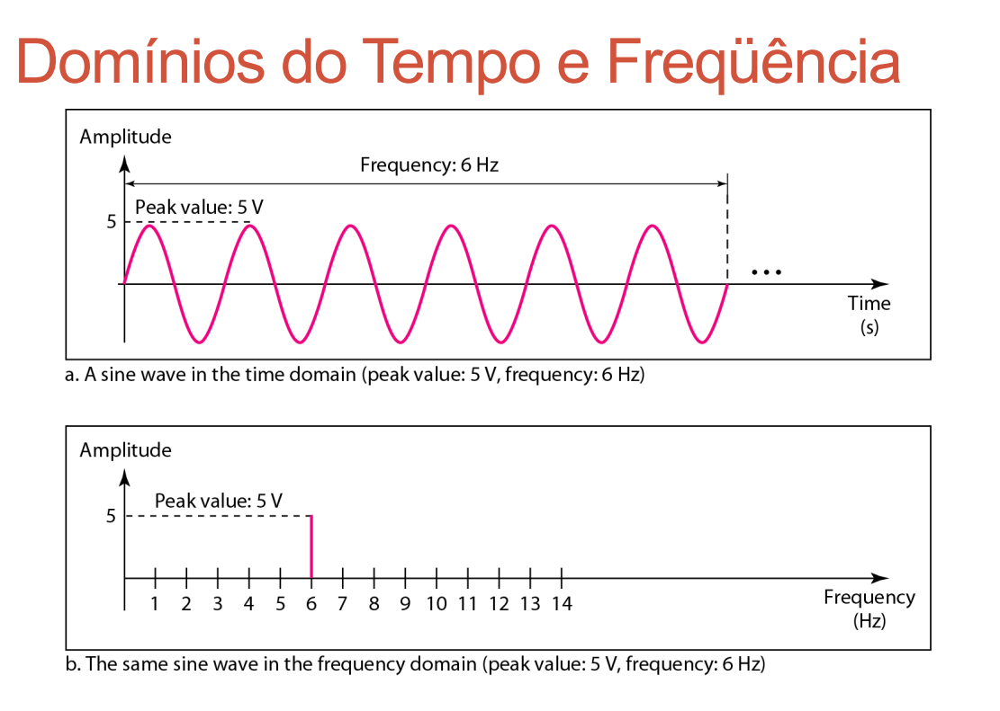 Domínios do Tempo e Freqüência
Amplitude
Frequency: 6 Hz
Peak value: 5 V
5
...
Time
(s)
a. A sine wave in the time domain (peak value: 5 V, frequency: 6 Hz)
Amplitude
Peak value: 5 V
5
1 2 3 4 5 6 7 8 9 10 11 12 13 14
Frequency
(Hz)
b. The same sine wave in the frequency domain (peak value: 5 V, frequency: 6 Hz)